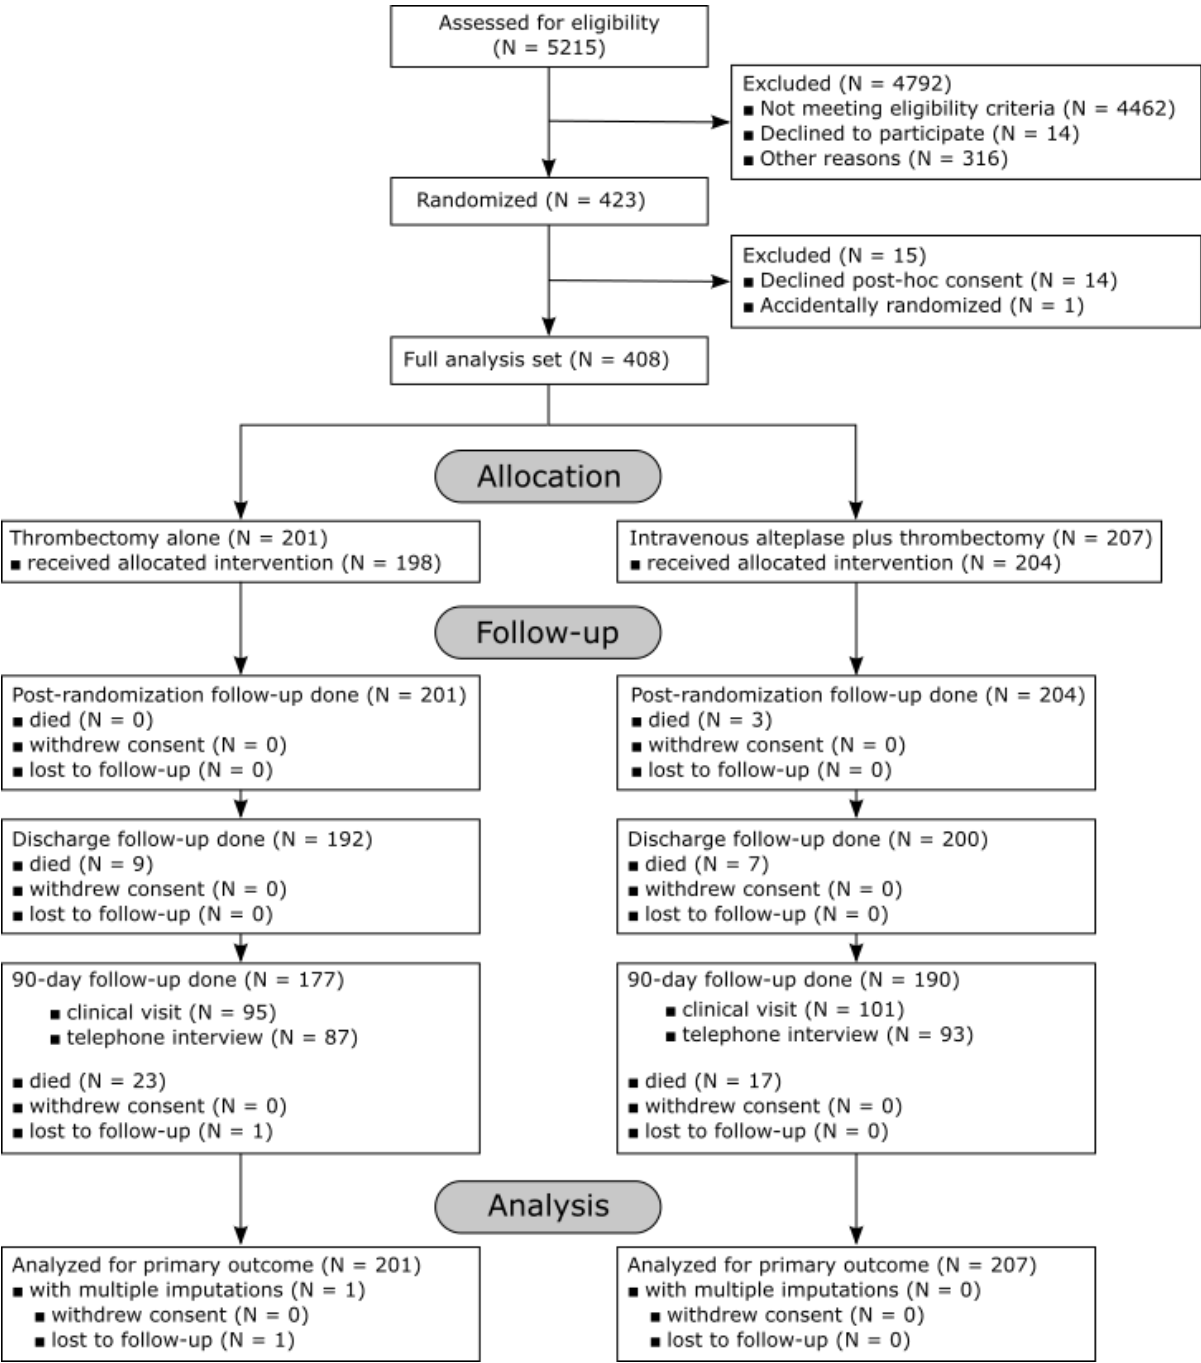 Assessed for eligibility
(N = 5215)
Excluded (N = 4792)
■ Not meeting eligibility criteria (N = 4462)
■ Declined to participate (N = 14)
■ Other reasons (N = 316)
Randomized (N = 423)
Excluded (N = 15)
■ Declined post-hoc consent (N = 14)
■ Accidentally randomized (N = 1)
Full analysis set (N = 408)
Allocation
Thrombectomy alone (N = 201)
■ received allocated intervention (N = 198)
Intravenous alteplase plus thrombectomy (N = 207)
■ received allocated intervention (N = 204)
Follow-up
Post-randomization follow-up done (N = 201)
■ died (N = 0)
■ withdrew consent (N = 0)
■ lost to follow-up (N = 0)
Post-randomization follow-up done (N = 204)
■ died (N = 3)
■ withdrew consent (N = 0)
■ lost to follow-up (N = 0)
Discharge follow-up done (N = 192)
■ died (N = 9)
■ withdrew consent (N = 0)
■ lost to follow-up (N = 0)
Discharge follow-up done (N = 200)
■ died (N = 7)
■ withdrew consent (N = 0)
■ lost to follow-up (N = 0)
90-day follow-up done (N = 177)
■ clinical visit (N = 95)
■ telephone interview (N = 87)
■ died (N = 23)
■ withdrew consent (N = 0)
■ lost to follow-up (N = 1)
90-day follow-up done (N = 190)
■ clinical visit (N = 101)
■ telephone interview (N = 93)
■ died (N = 17)
■ withdrew consent (N = 0)
■ lost to follow-up (N = 0)
Analysis
Analyzed for primary outcome (N = 201)
■ with multiple imputations (N = 1)
■ withdrew consent (N = 0)
■ lost to follow-up (N = 1)
Analyzed for primary outcome (N = 207)
■ with multiple imputations (N = 0)
■ withdrew consent (N = 0)
■ lost to follow-up (N = 0)